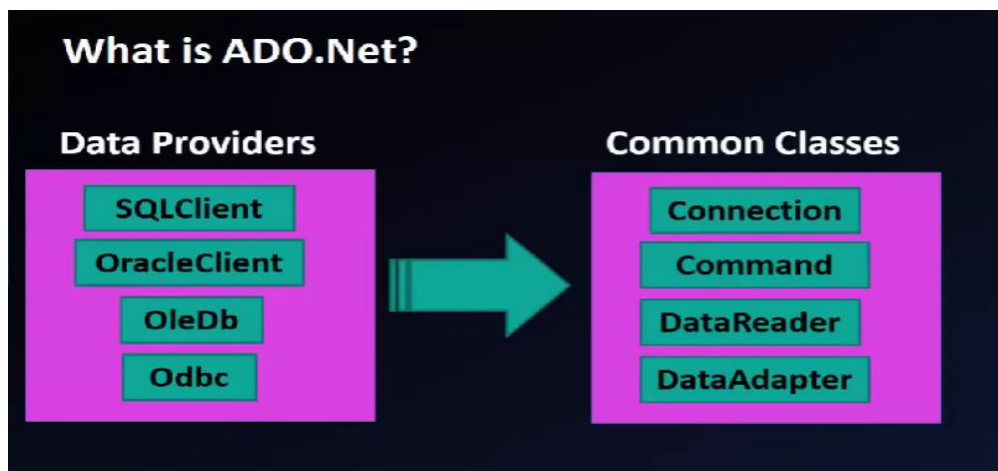 What is ADO.Net?
Data Providers
SQLClient
OracleClient
OleDb
Odbc
Common Classes
Connection
Command
DataReader
DataAdapter